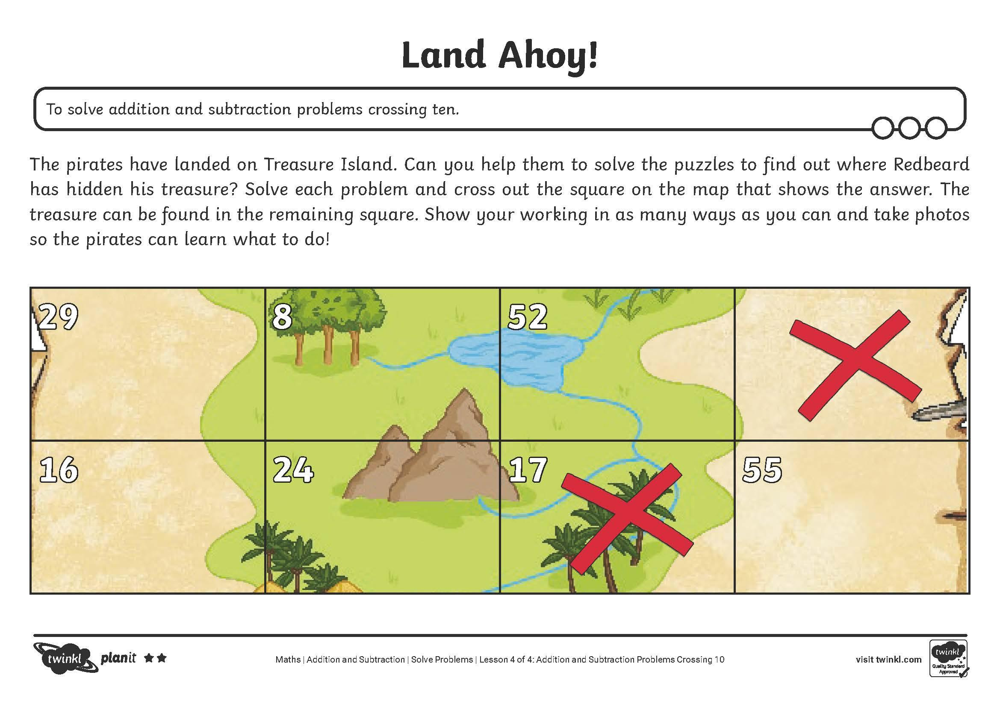 Land Ahoy!
To solve addition and subtraction problems crossing ten.
The pirates have landed on Treasure Island. Can you help them to solve the puzzles to find out where Redbeard
has hidden his treasure? Solve each problem and cross out the square on the map that shows the answer. The
treasure can be found in the remaining square. Show your working in as many ways as you can and take photos
so the pirates can learn what to do!
29 8 52
16 24 17 55
twinkl planit Maths | Addition and Subtraction | Solve Problems | Lesson 4 of 4: Addition and Subtraction Problems Crossing 10 visit twinkl.com
twinkl
Quality Standard
Approved